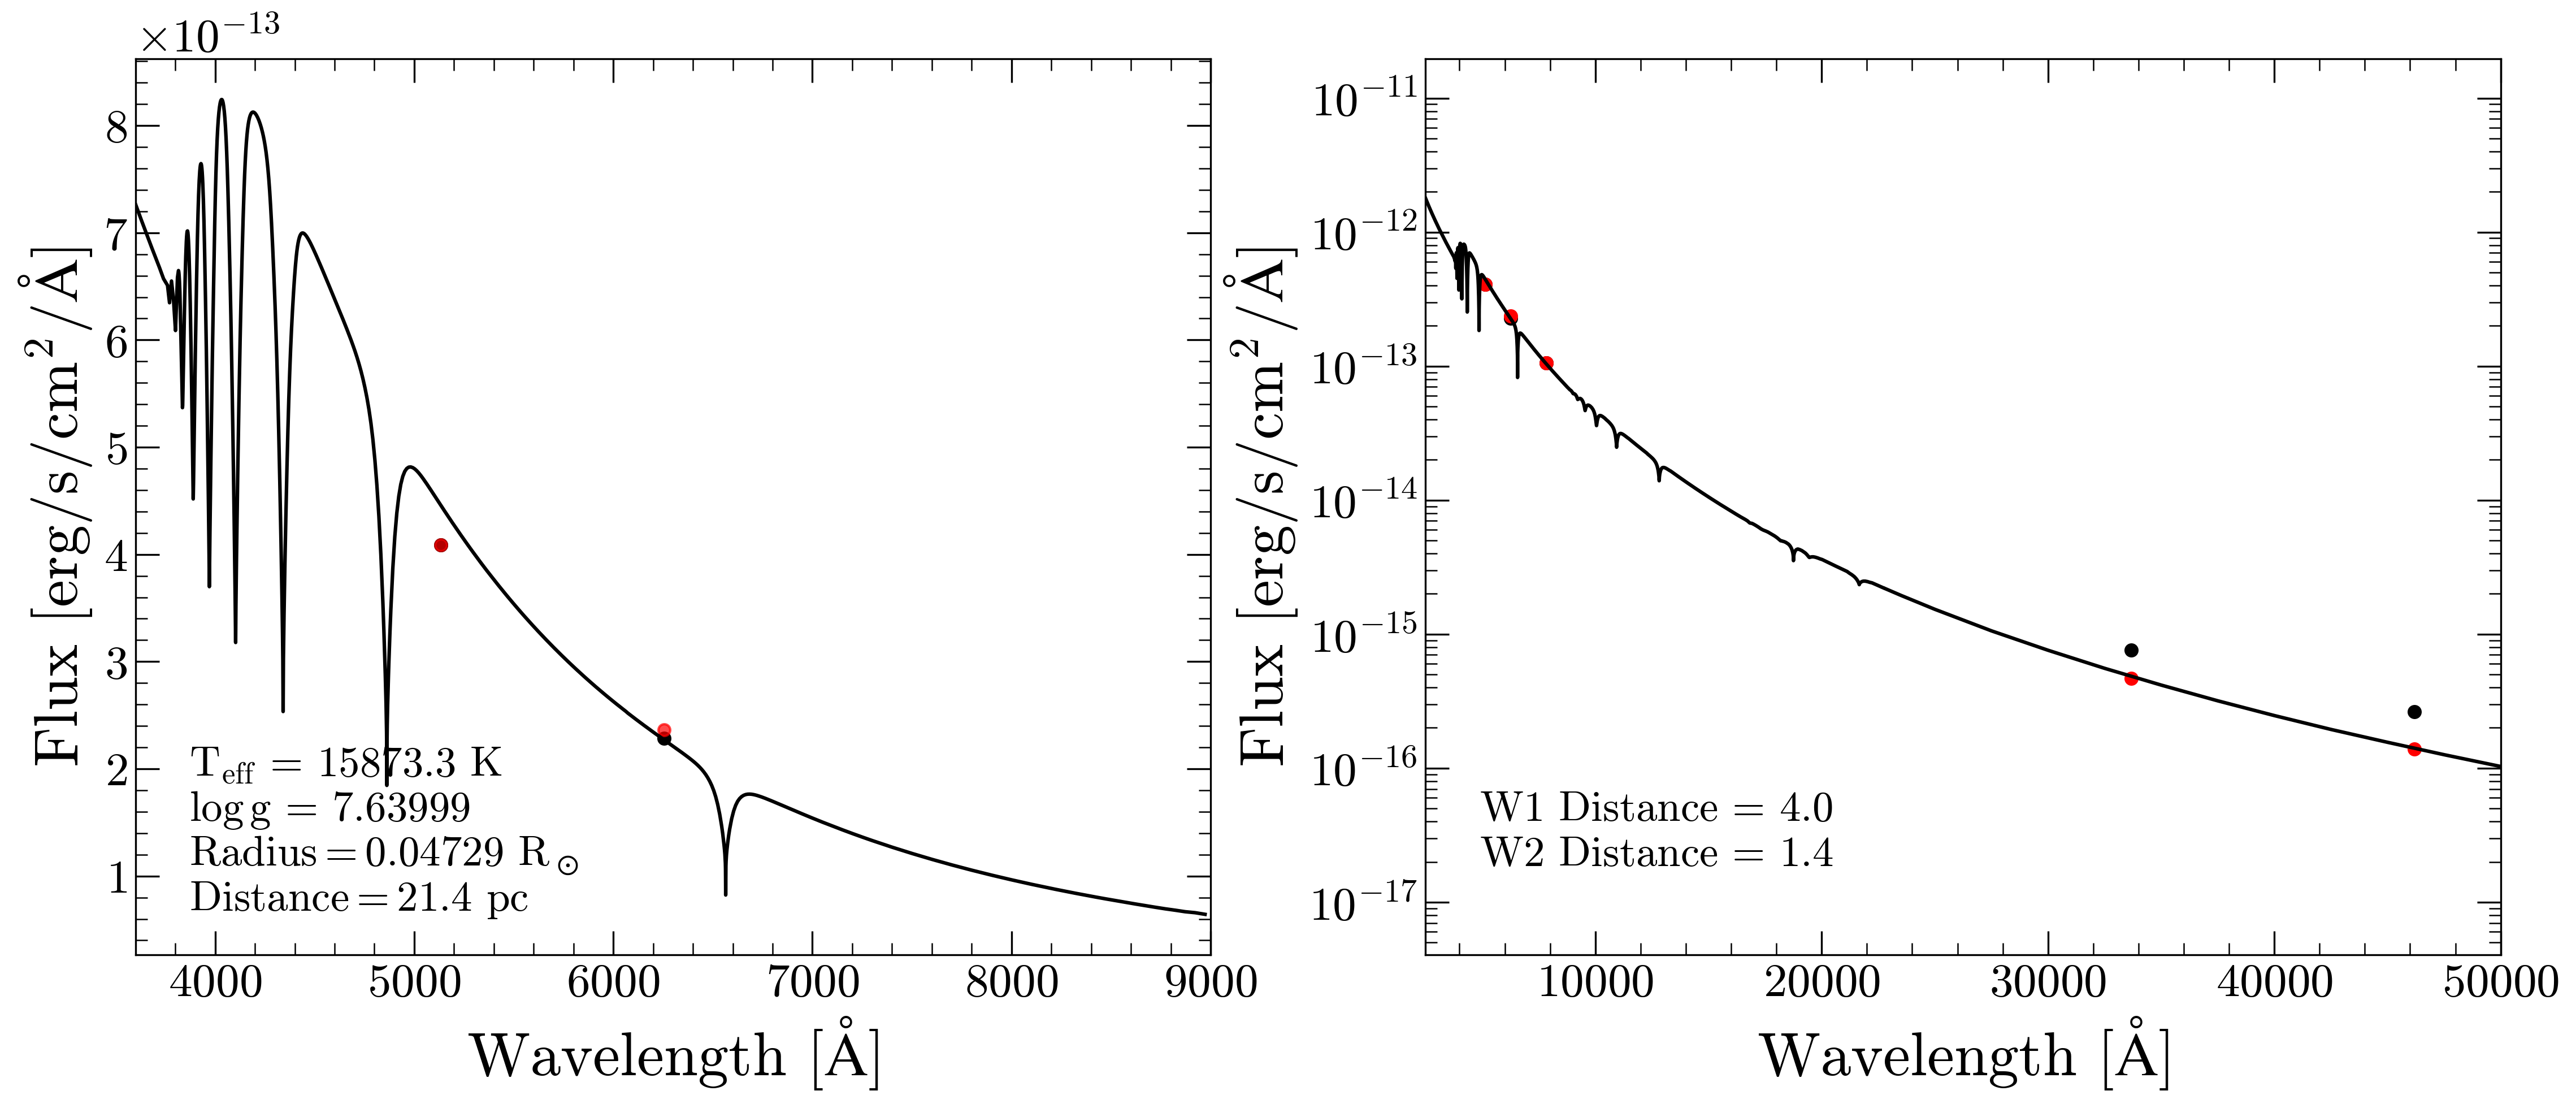 ×10⁻¹³
8
7
6
5
4
3
2
1
Flux [erg/s/cm²/Å]
T_eff = 15873.3 K
log g = 7.63999
Radius = 0.04729 R_⊙
Distance = 21.4 pc
4000 5000 6000 7000 8000 9000
Wavelength [Å]
10⁻¹¹
10⁻¹²
10⁻¹³
10⁻¹⁴
10⁻¹⁵
10⁻¹⁶
10⁻¹⁷
Flux [erg/s/cm²/Å]
W1 Distance = 4.0
W2 Distance = 1.4
10000 20000 30000 40000 50000
Wavelength [Å]